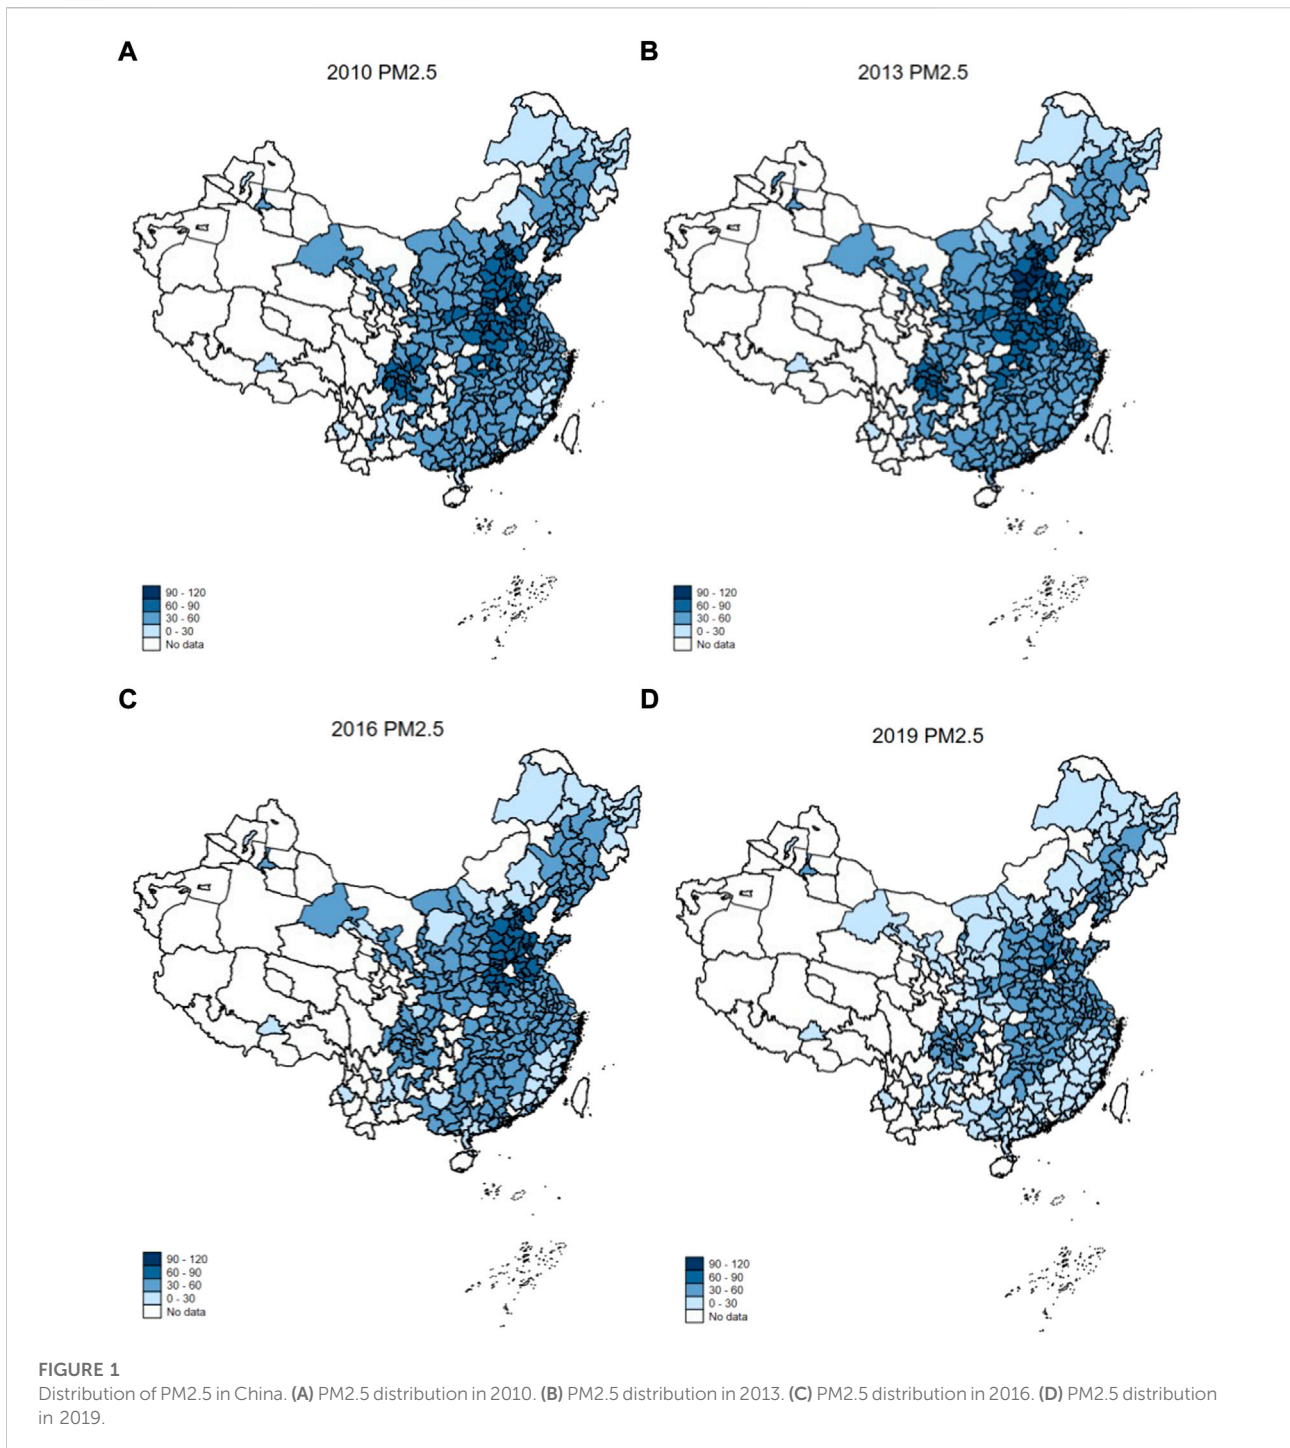 A
2010 PM2.5
90 - 120
60 - 90
30 - 60
0 - 30
No data
B
2013 PM2.5
90 - 120
60 - 90
30 - 60
0 - 30
No data
C
2016 PM2.5
90 - 120
60 - 90
30 - 60
0 - 30
No data
D
2019 PM2.5
90 - 120
60 - 90
30 - 60
0 - 30
No data
FIGURE 1
Distribution of PM2.5 in China. (A) PM2.5 distribution in 2010. (B) PM2.5 distribution in 2013. (C) PM2.5 distribution in 2016. (D) PM2.5 distribution
in 2019.